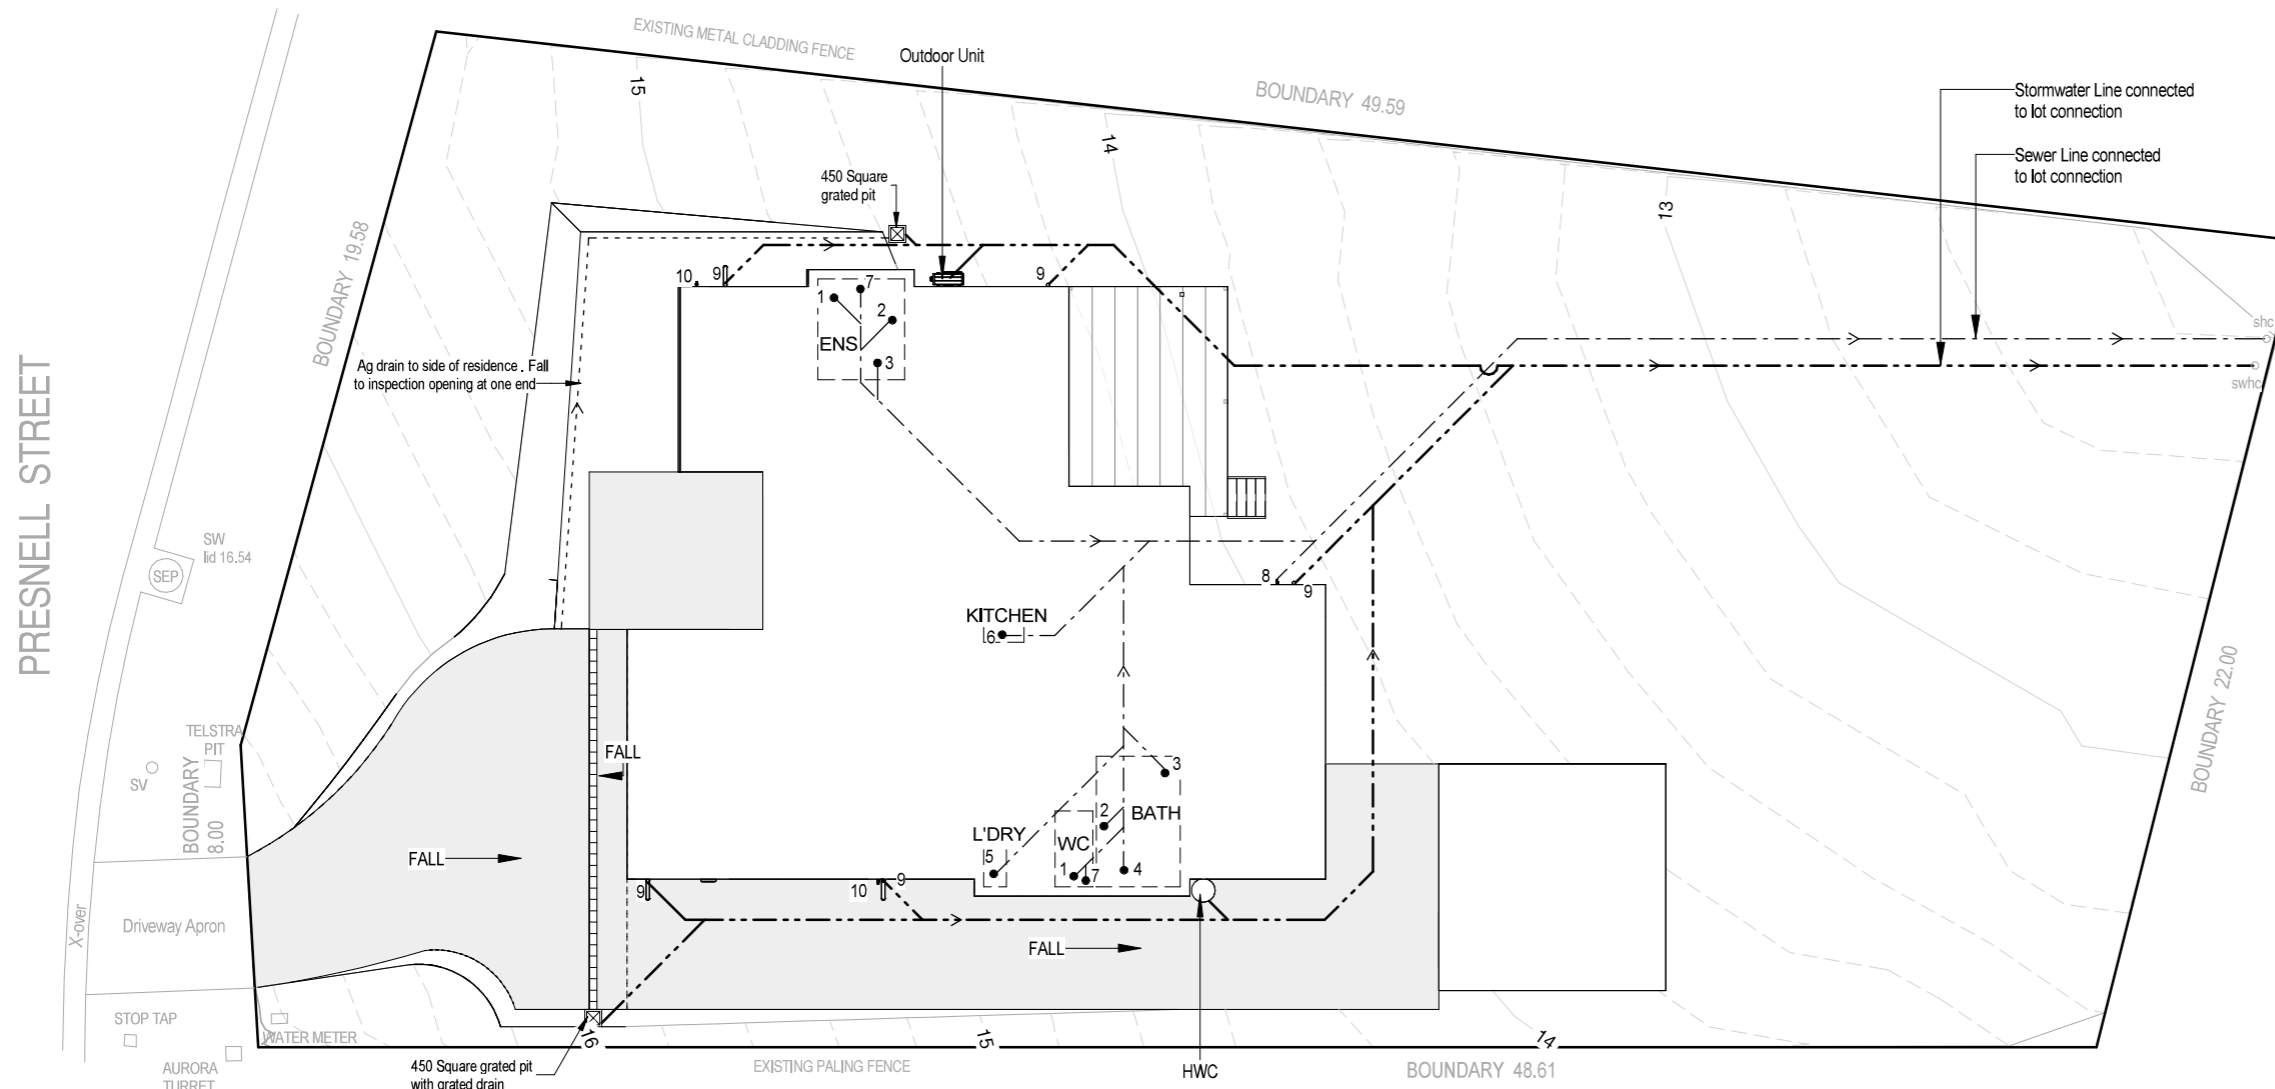 EXISTING METAL CLADDING FENCE
Outdoor Unit
BOUNDARY 49.59
Stormwater Line connected
to lot connection
Sewer Line connected
to lot connection
15
14
13
450 Square
grated pit
BOUNDARY 19.58
10
9
9
7
1
2
ENS
3
shc
swhc
Ag drain to side of residence . Fall
to inspection opening at one end
PRESNELL STREET
SW
lid 16.54
SEP
8
9
KITCHEN
6
BOUNDARY 22.00
TELSTRA
PIT
SV
BOUNDARY
8.00
FALL
3
2
BATH
L'DRY
WC
5
1
7
4
FALL
9
10
9
X-over
Driveway Apron
FALL
STOP TAP
WATER METER
AURORA
TURRET
16
15
14
450 Square grated pit
with grated drain
EXISTING PALING FENCE
HWC
BOUNDARY 48.61